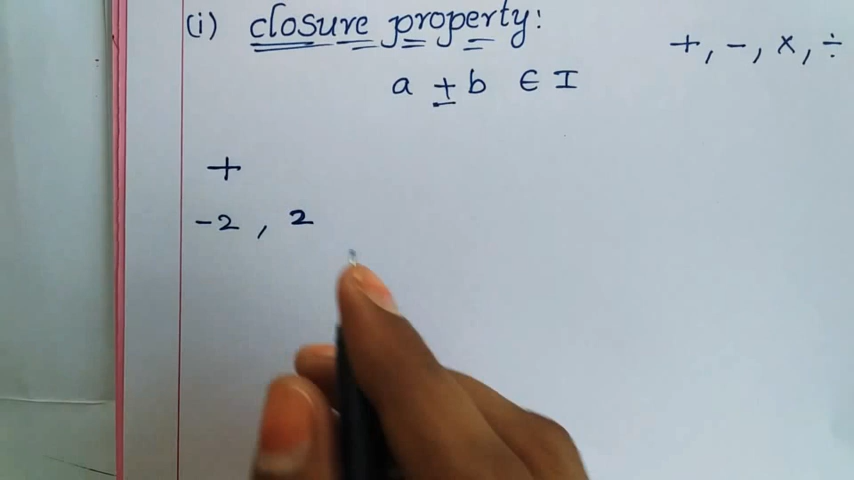 (i) closure property:
+, -, ×, ÷
a ± b ∈ I
+
-2 , 2